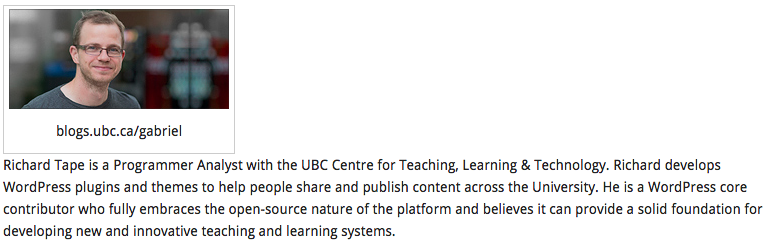 blogs.ubc.ca/gabriel
Richard Tape is a Programmer Analyst with the UBC Centre for Teaching, Learning & Technology. Richard develops
WordPress plugins and themes to help people share and publish content across the University. He is a WordPress core
contributor who fully embraces the open-source nature of the platform and believes it can provide a solid foundation for
developing new and innovative teaching and learning systems.